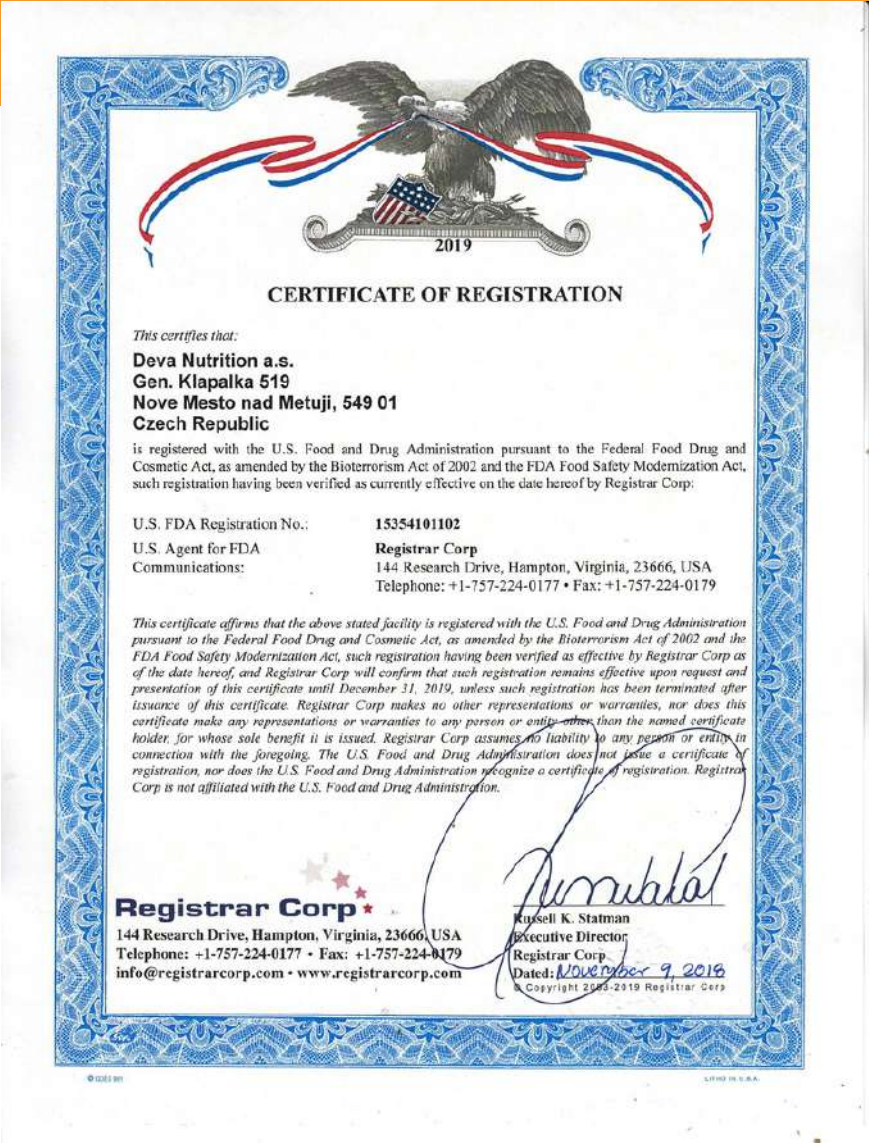 2019
CERTIFICATE OF REGISTRATION
This certifies that:
Deva Nutrition a.s.
Gen. Klapalka 519
Nove Mesto nad Metuji, 549 01
Czech Republic
is registered with the U.S. Food and Drug Administration pursuant to the Federal Food Drug and
Cosmetic Act, as amended by the Bioterrorism Act of 2002 and the FDA Food Safety Modernization Act,
such registration having been verified as currently effective on the date hereof by Registrar Corp:
U.S. FDA Registration No.: 15354101102
U.S. Agent for FDA Registrar Corp
Communications: 144 Research Drive, Hampton, Virginia, 23666, USA
Telephone: +1-757-224-0177 • Fax: +1-757-224-0179
This certificate affirms that the above stated facility is registered with the U.S. Food and Drug Administration
pursuant to the Federal Food Drug and Cosmetic Act, as amended by the Bioterrorism Act of 2002 and the
FDA Food Safety Modernization Act, such registration having been verified as effective by Registrar Corp as
of the date hereof, and Registrar Corp will confirm that such registration remains effective upon request and
presentation of this certificate until December 31, 2019, unless such registration has been terminated after
issuance of this certificate. Registrar Corp makes no other representations or warranties, nor does this
certificate make any representations or warranties to any person or entity other than the named certificate
holder, for whose sole benefit it is issued. Registrar Corp assumes no liability to any person or entity in
connection with the foregoing. The U.S. Food and Drug Administration does not issue a certificate of
registration, nor does the U.S. Food and Drug Administration recognize a certificate of registration. Registrar
Corp is not affiliated with the U.S. Food and Drug Administration.
Registrar Corp
144 Research Drive, Hampton, Virginia, 23666, USA
Telephone: +1-757-224-0177 • Fax: +1-757-224-0179
info@registrarcorp.com • www.registrarcorp.com
Russell K. Statman
Executive Director
Registrar Corp
Dated: November 9, 2018
© Copyright 2003-2019 Registrar Corp
LITHO IN U.S.A.